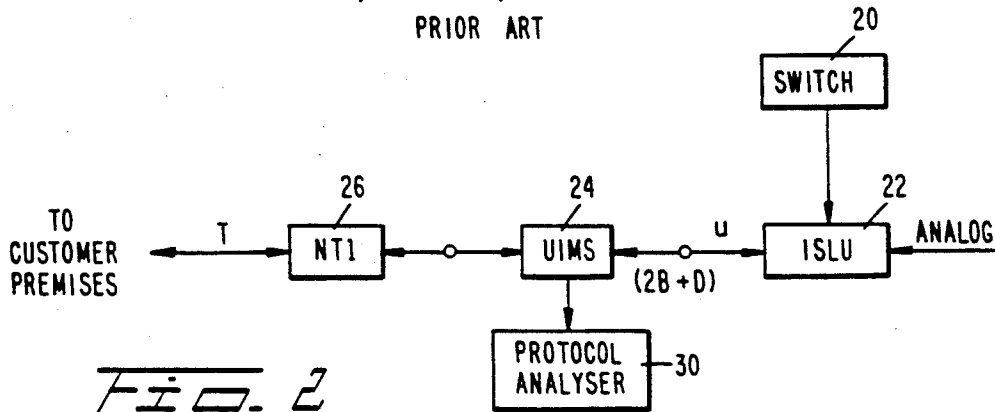 PRIOR ART
20
SWITCH
26
24
22
TO
CUSTOMER
PREMISES
T
NT1
UIMS
u
(2B+D)
ISLU
ANALOG
PROTOCOL
ANALYSER
30
Fig. 2